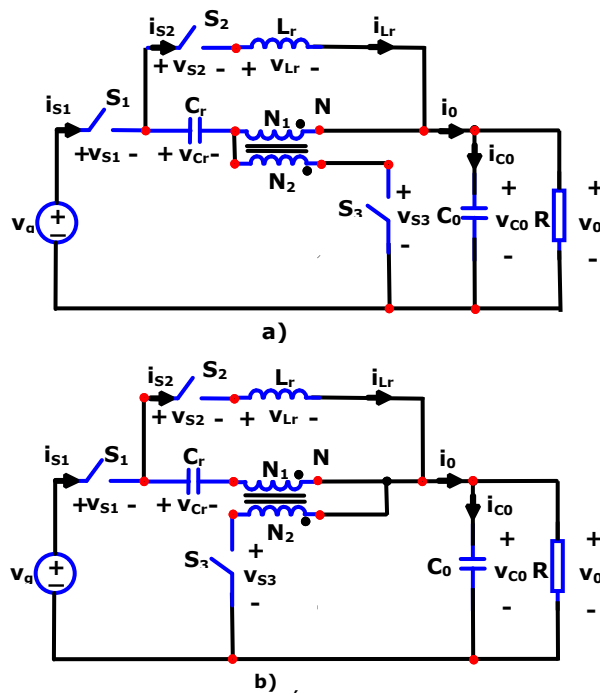 iS2 S2 Lr iLr
+ vS2 - + vLr -
iS1 S1 Cr N1 N i0
+vS1 - + vCr- iC0
N2
S3 + vS3 - C0 + vC0 - R + v0 -
vg + −
a)
iS2 S2 Lr iLr
+ vS2 - + vLr -
iS1 S1 Cr N1 N i0
+vS1 - + vCr- iC0
N2
S3 + vS3 - C0 + vC0 - R + v0 -
vg + −
b)